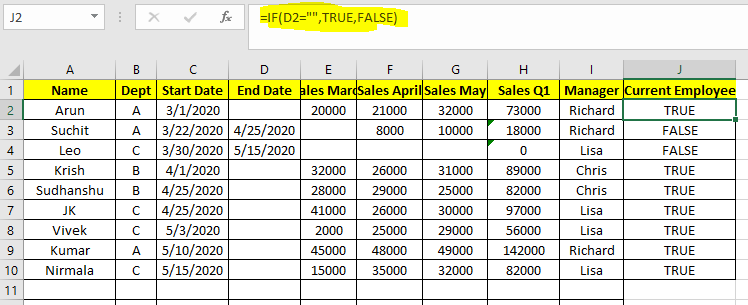 J2 fx =IF(D2="",TRUE,FALSE)
A B C D E F G H I J
1 Name Dept Start Date End Date ales Marc Sales April Sales May Sales Q1 Manager Current Employee
2 Arun A 3/1/2020 20000 21000 32000 73000 Richard TRUE
3 Suchit A 3/22/2020 4/25/2020 8000 10000 18000 Richard FALSE
4 Leo C 3/30/2020 5/15/2020 0 Lisa FALSE
5 Krish B 4/1/2020 32000 26000 31000 89000 Chris TRUE
6 Sudhanshu B 4/25/2020 28000 29000 25000 82000 Chris TRUE
7 JK C 4/25/2020 41000 26000 30000 97000 Lisa TRUE
8 Vivek C 5/3/2020 2000 25000 29000 56000 Lisa TRUE
9 Kumar A 5/10/2020 45000 48000 49000 142000 Richard TRUE
10 Nirmala C 5/15/2020 15000 35000 32000 82000 Lisa TRUE
11